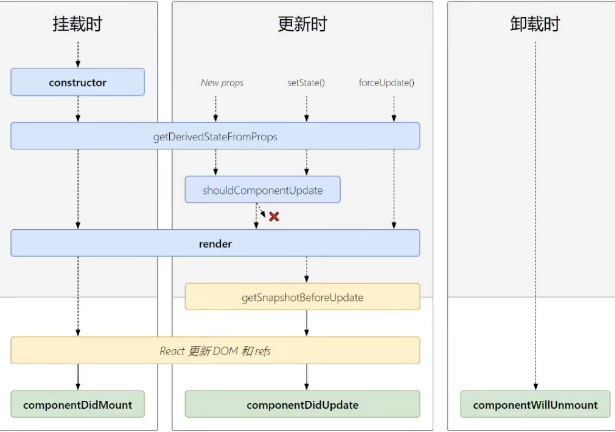 挂载时
更新时
卸载时
constructor
New props
setState()
forceUpdate()
getDerivedStateFromProps
shouldComponentUpdate
render
getSnapshotBeforeUpdate
React 更新 DOM 和 refs
componentDidMount
componentDidUpdate
componentWillUnmount